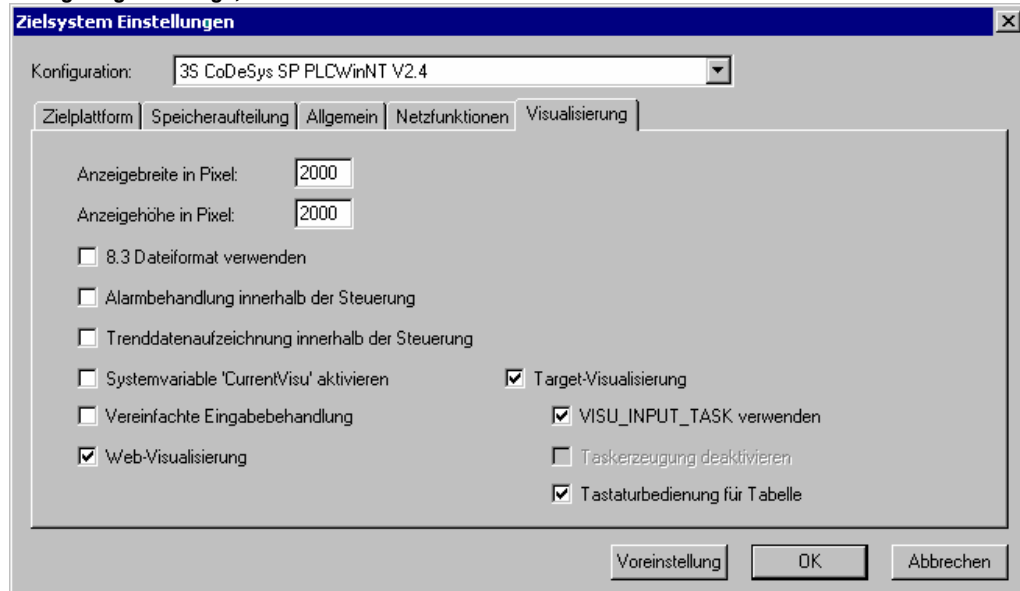 Zielsystem Einstellungen
Konfiguration: 3S CoDeSys SP PLCWinNT V2.4
Zielplattform Speicheraufteilung Allgemein Netzfunktionen Visualisierung
Anzeigebreite in Pixel: 2000
Anzeigehöhe in Pixel: 2000
8.3 Dateiformat verwenden
Alarmbehandlung innerhalb der Steuerung
Trenddatenaufzeichnung innerhalb der Steuerung
Systemvariable 'CurrentVisu' aktivieren Target-Visualisierung
Vereinfachte Eingabebehandlung VISU_INPUT_TASK verwenden
Web-Visualisierung Taskerzeugung deaktivieren
Tastaturbedienung für Tabelle
Voreinstellung OK Abbrechen